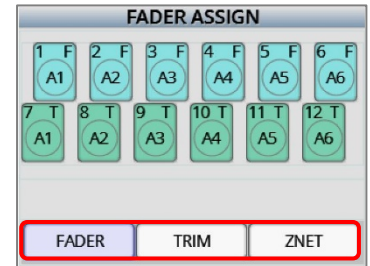 FADER ASSIGN
1 F 2 F 3 F 4 F 5 F 6 F
A1 A2 A3 A4 A5 A6
7 T 8 T 9 T 10 T 11 T 12 T
A1 A2 A3 A4 A5 A6
FADER TRIM ZNET